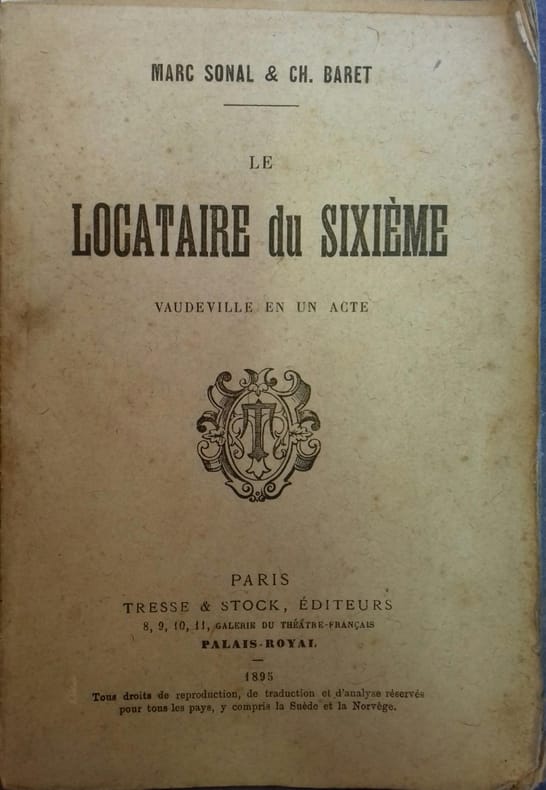 MARC SONAL & CH. BARET
LE
LOCATAIRE du SIXIÈME
VAUDEVILLE EN UN ACTE
T
PARIS
TRESSE & STOCK, ÉDITEURS
8, 9, 10, 11, GALERIE DU THÉÂTRE-FRANÇAIS
PALAIS-ROYAL
1895
Tous droits de reproduction, de traduction et d'analyse réservés
pour tous les pays, y compris la Suède et la Norvège.